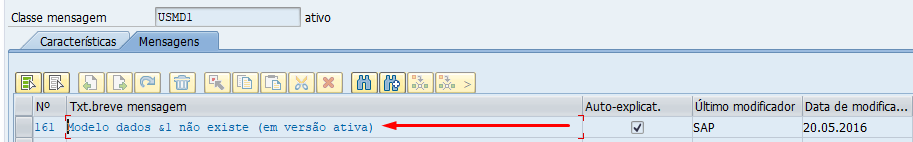 Classe mensagem USMD1 ativo
Características Mensagens
Nº Txt.breve mensagem Auto-explicat. Último modificador Data de modifica...
161 Modelo dados &1 não existe (em versão ativa) SAP 20.05.2016